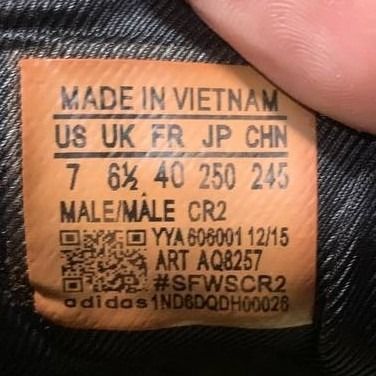 MADE IN VIETNAM
US UK FR JP CHN
7 6½ 40 250 245
MALE/MÂLE CR2
YYA 606001 12/15
ART AQ8257
#SFWSCR2
adidas 1ND6DQDH00028